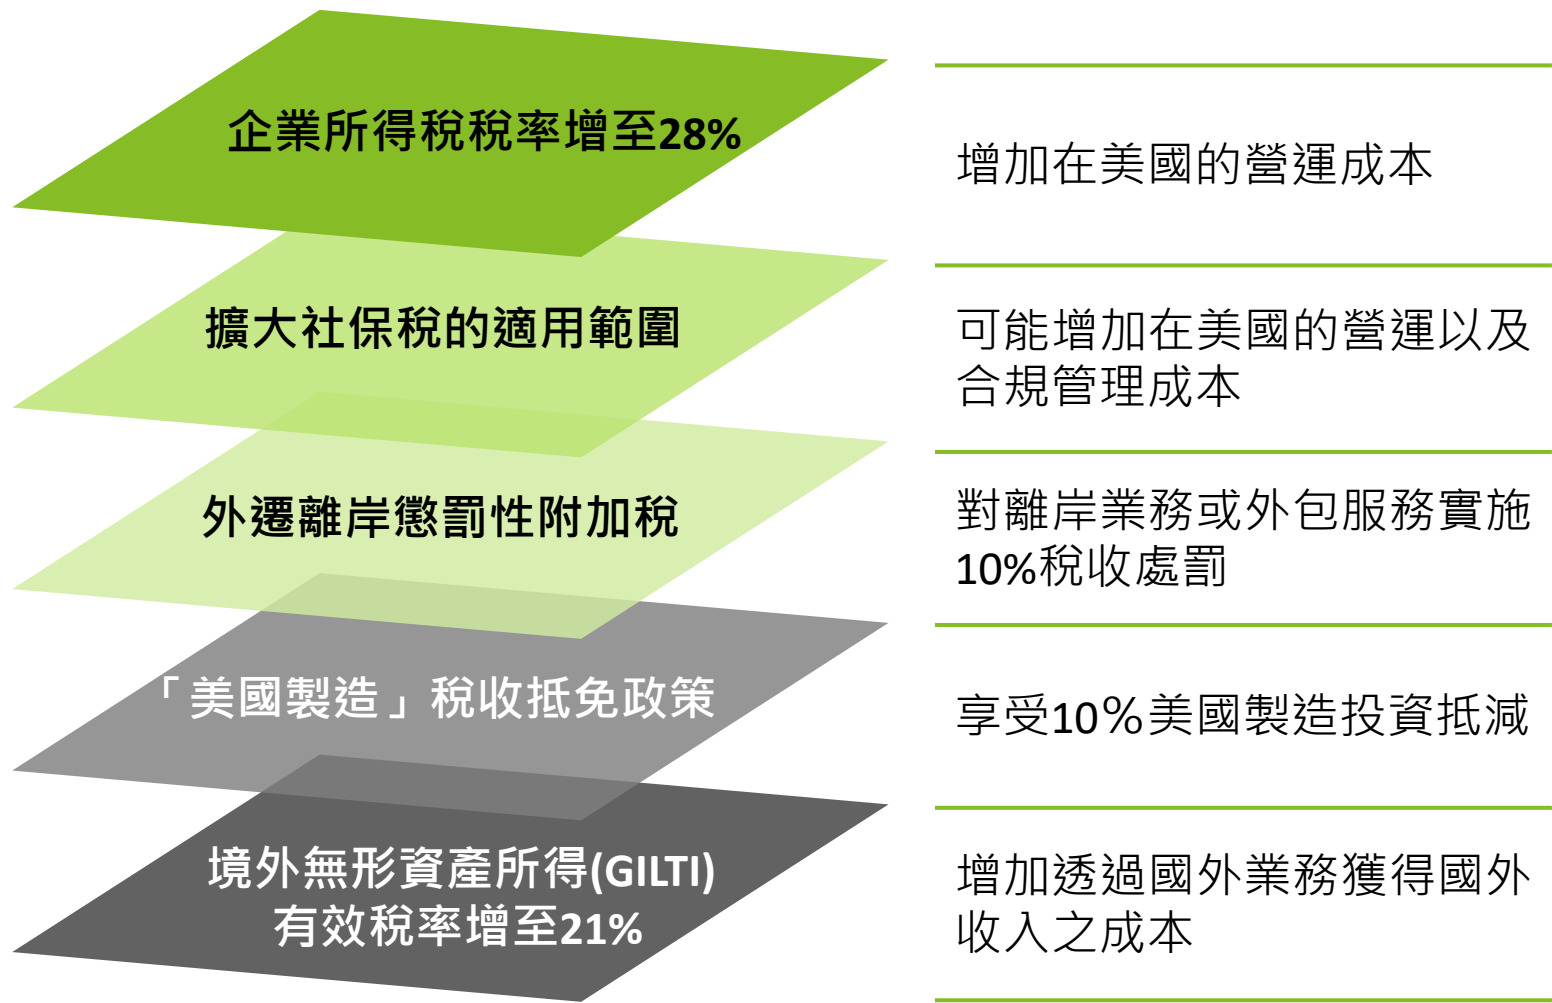 企業所得稅稅率增至28%
增加在美國的營運成本
擴大社保稅的適用範圍
可能增加在美國的營運以及
合規管理成本
外遷離岸懲罰性附加稅
對離岸業務或外包服務實施
10%稅收處罰
「美國製造」稅收抵免政策
享受10％美國製造投資抵減
境外無形資產所得(GILTI)
有效稅率增至21%
增加透過國外業務獲得國外
收入之成本